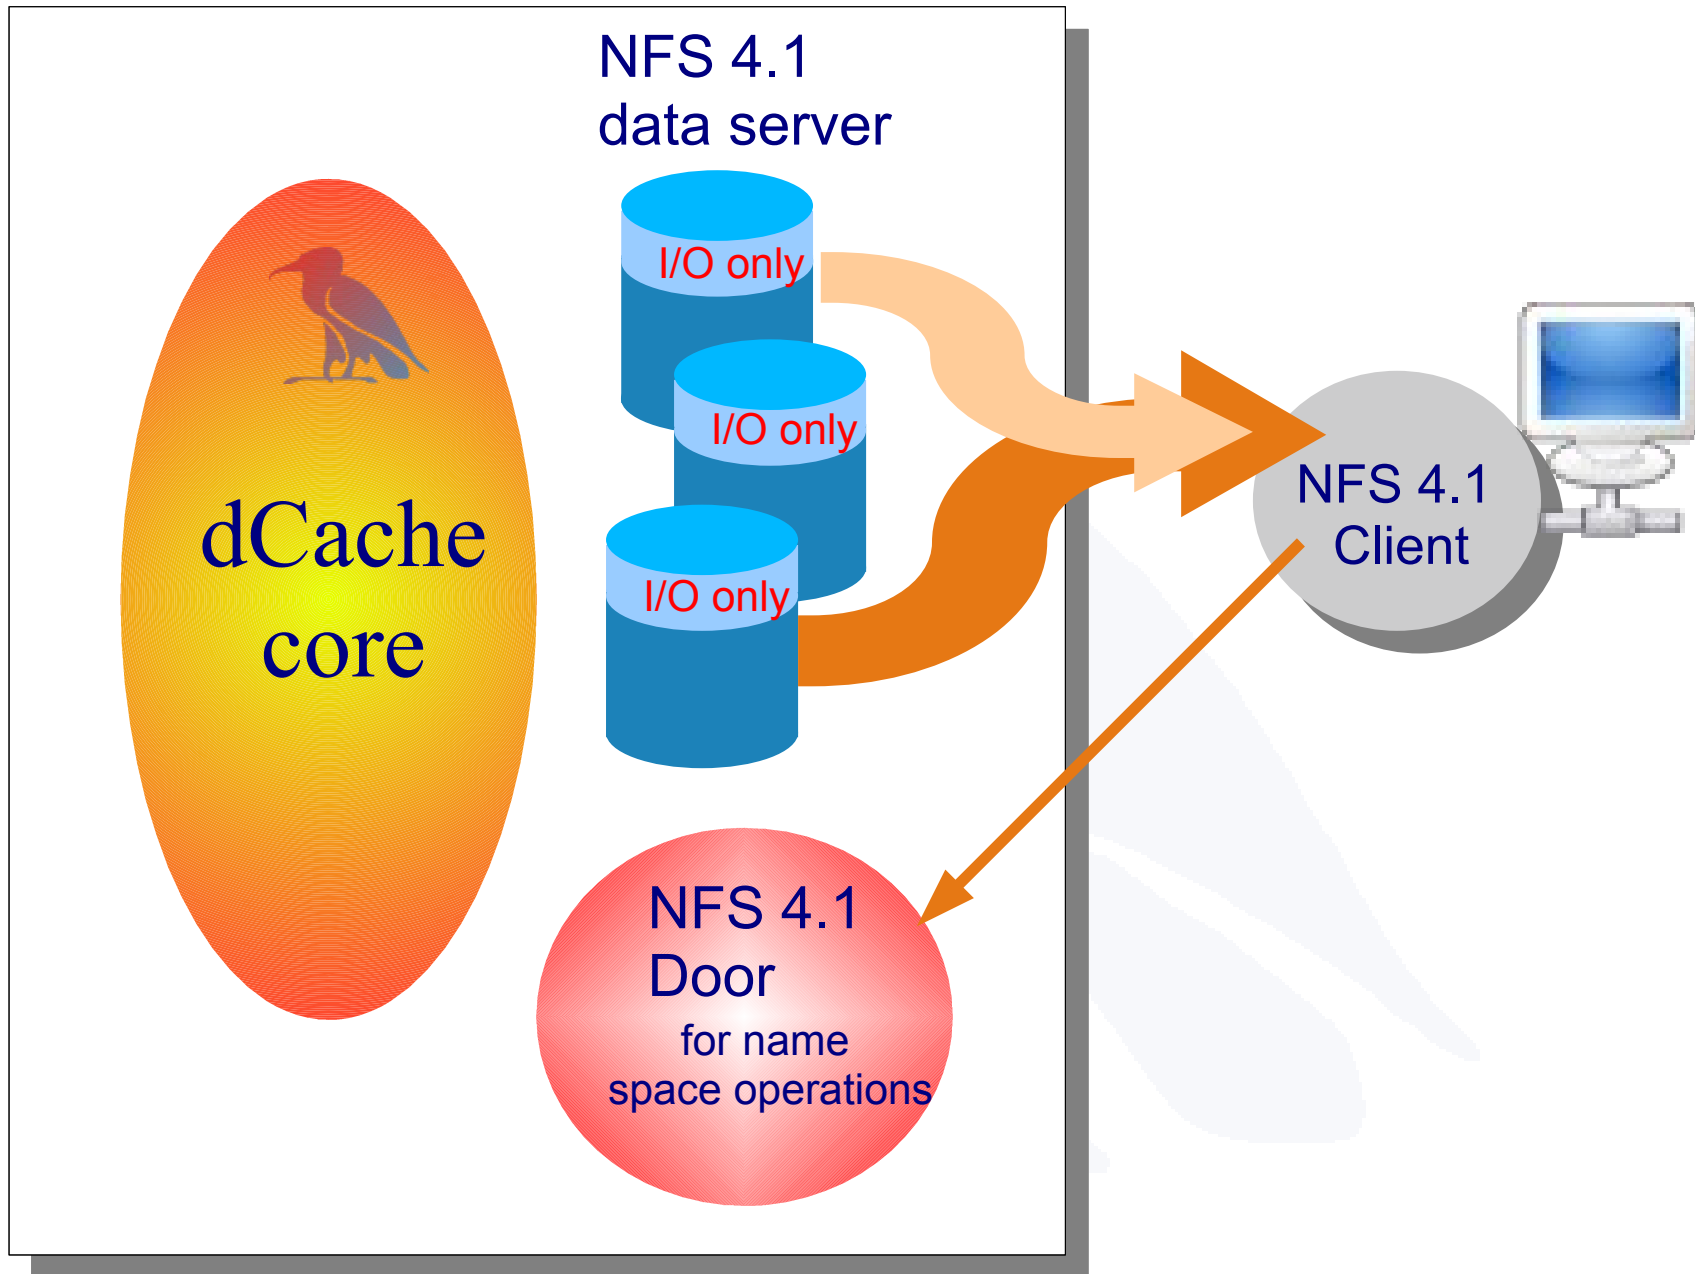 NFS 4.1
data server
I/O only
I/O only
I/O only
dCache
core
NFS 4.1
Client
NFS 4.1
Door
for name
space operations